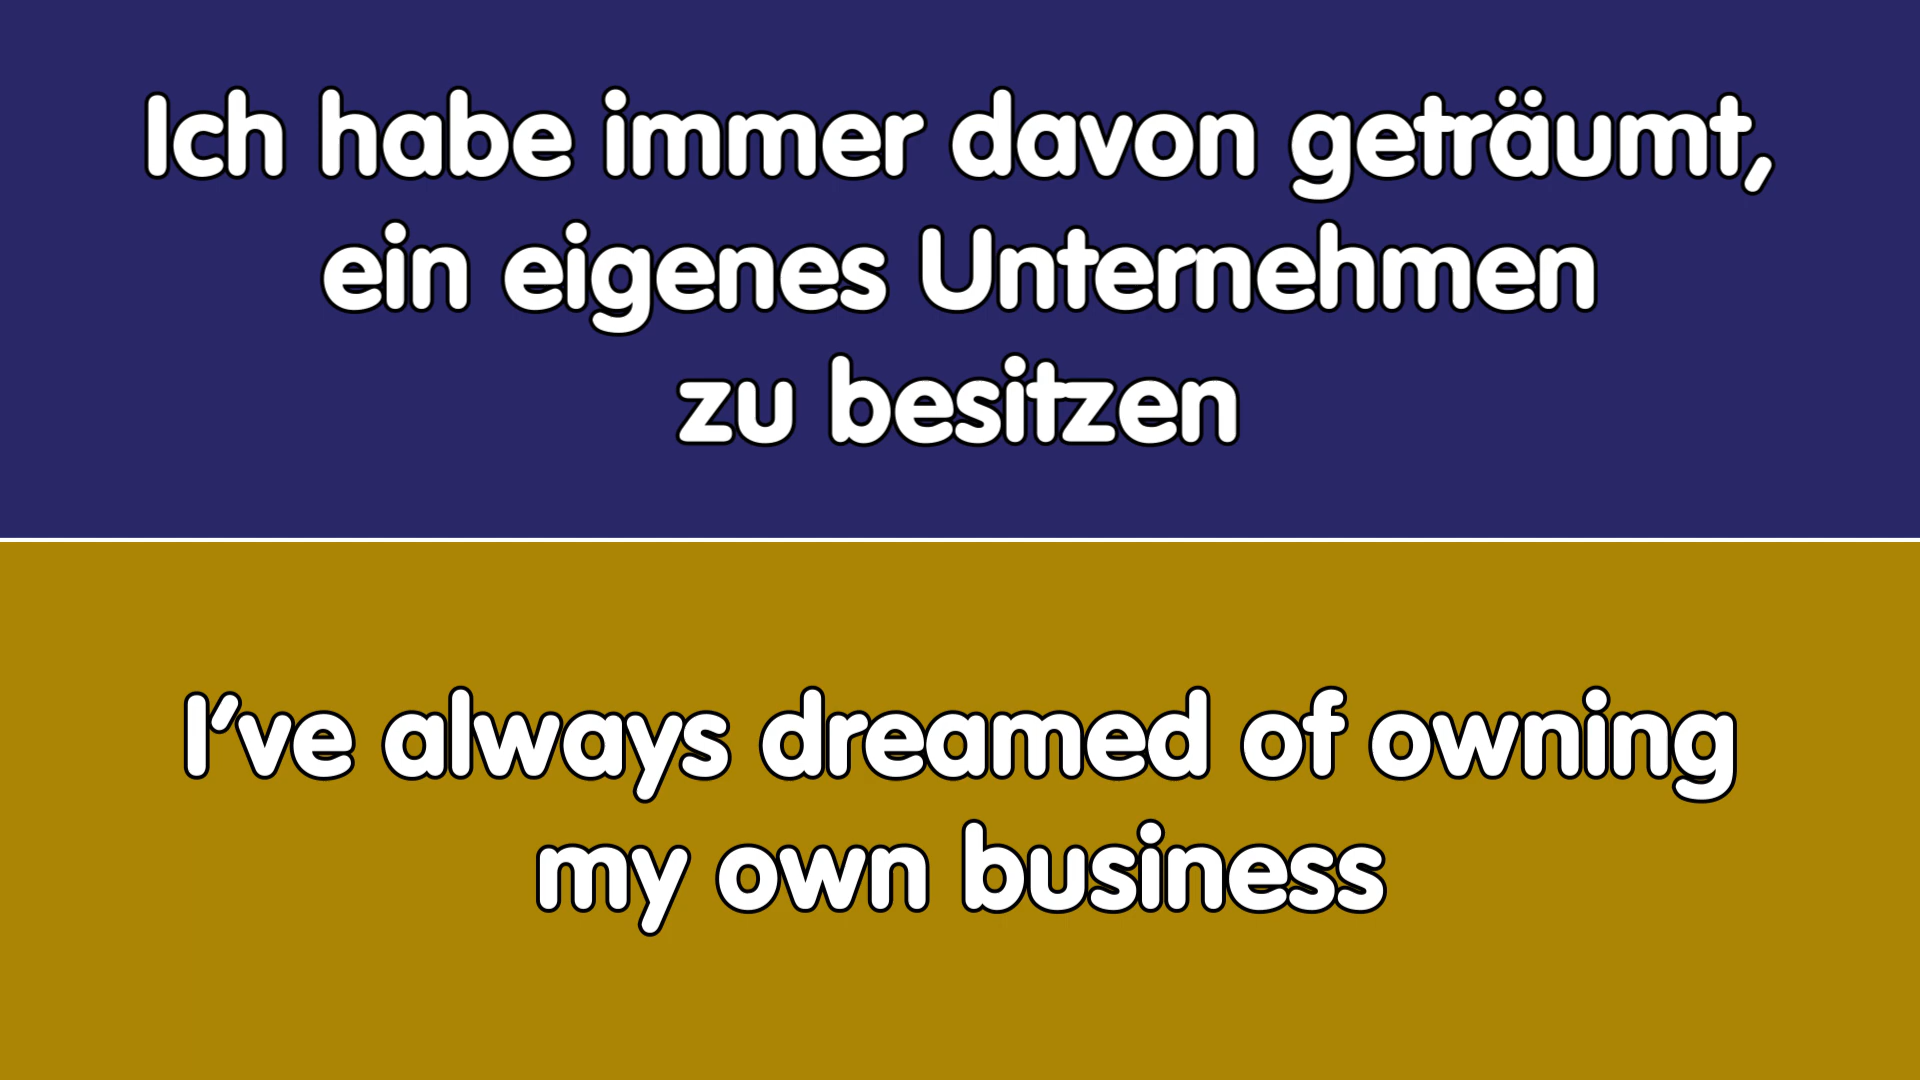 Ich habe immer davon geträumt,
ein eigenes Unternehmen
zu besitzen
I've always dreamed of owning
my own business